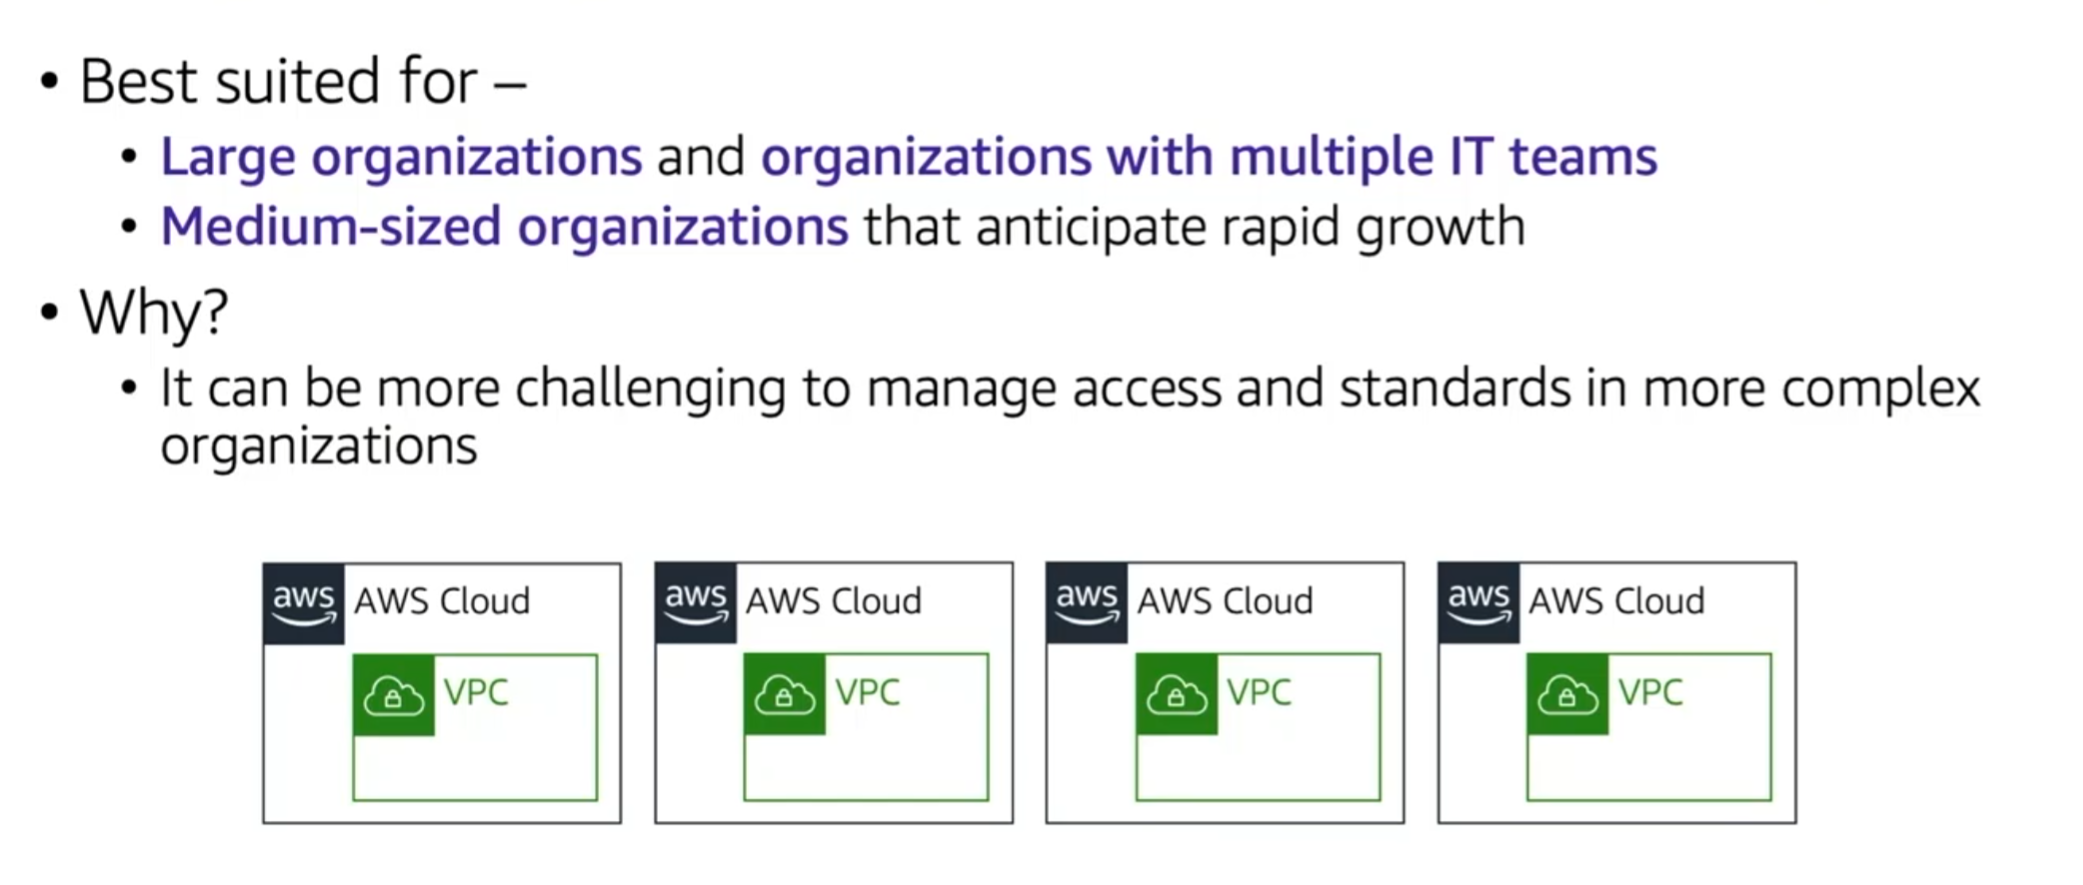 • Best suited for –
• Large organizations and organizations with multiple IT teams
• Medium-sized organizations that anticipate rapid growth
• Why?
• It can be more challenging to manage access and standards in more complex
organizations
aws AWS Cloud
VPC
aws AWS Cloud
VPC
aws AWS Cloud
VPC
aws AWS Cloud
VPC